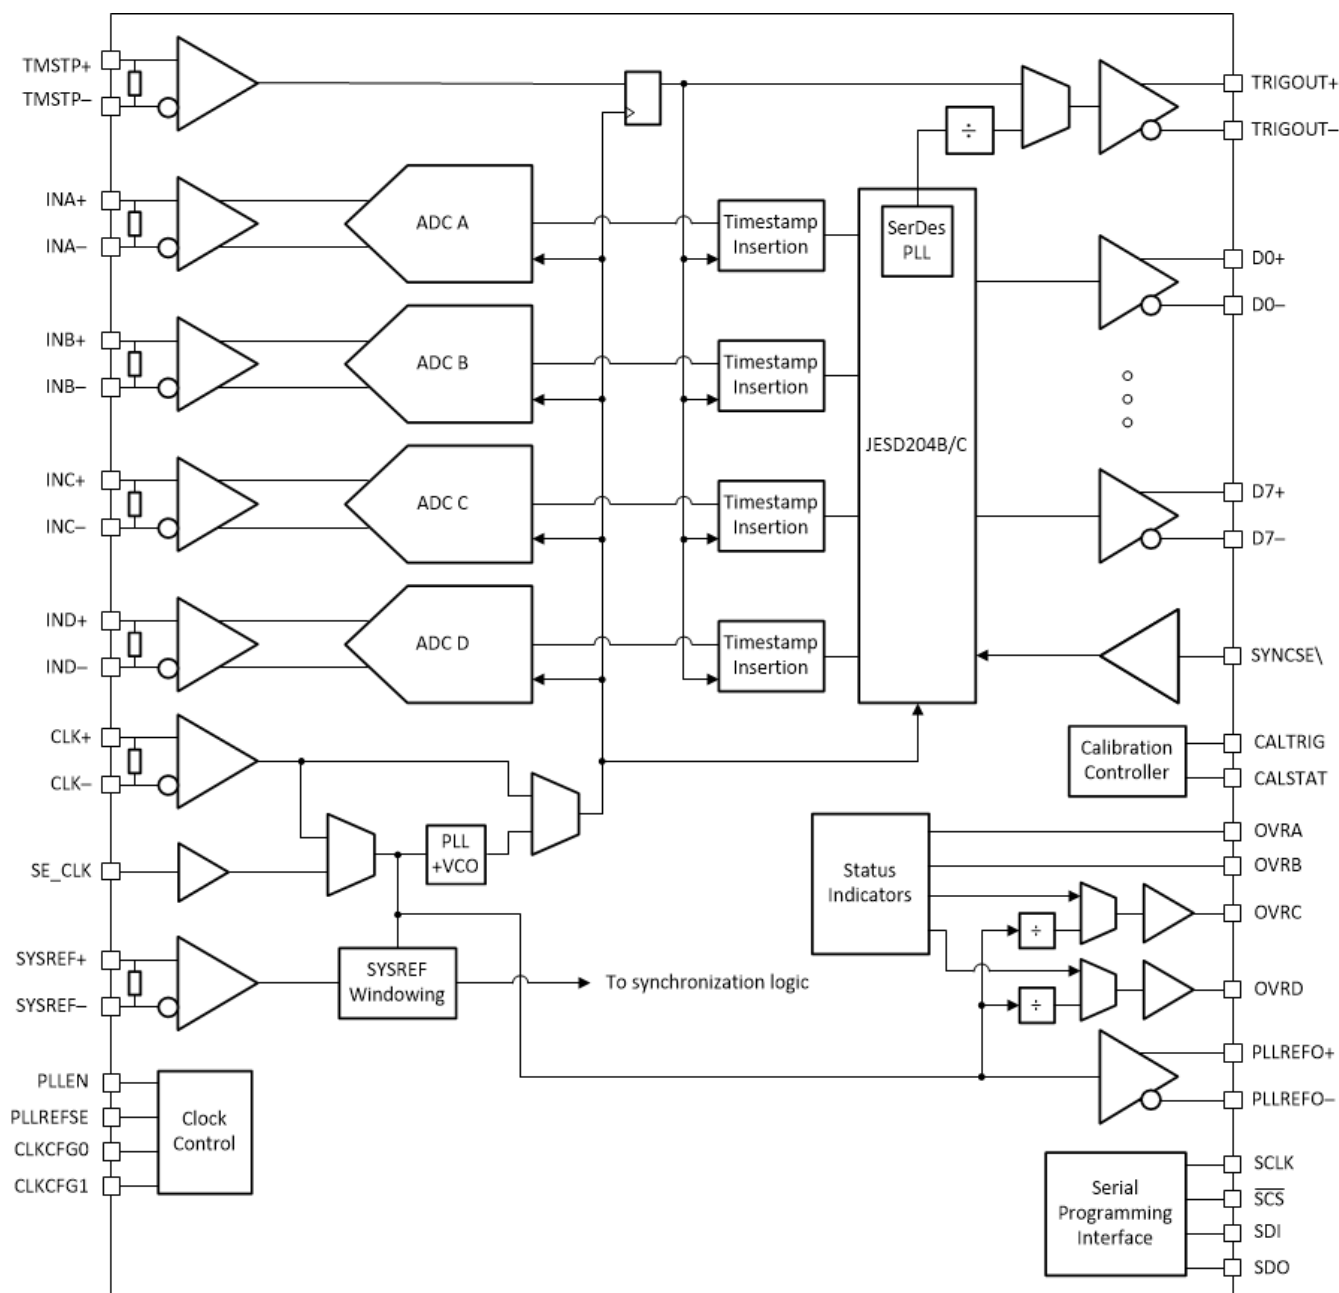 TMSTP+
TMSTP–
INA+
INA–
INB+
INB–
INC+
INC–
IND+
IND–
CLK+
CLK–
SE_CLK
SYSREF+
SYSREF–
PLLEN
PLLREFSE
CLKCFG0
CLKCFG1
ADC A
ADC B
ADC C
ADC D
PLL
+VCO
SYSREF
Windowing
To synchronization logic
Clock
Control
Timestamp
Insertion
Timestamp
Insertion
Timestamp
Insertion
Timestamp
Insertion
÷
SerDes
PLL
JESD204B/C
Calibration
Controller
Status
Indicators
÷
÷
Serial
Programming
Interface
TRIGOUT+
TRIGOUT–
D0+
D0–
D7+
D7–
SYNCSE\
CALTRIG
CALSTAT
OVRA
OVRB
OVRC
OVRD
PLLREFO+
PLLREFO–
SCLK
S̅C̅S̅
SDI
SDO